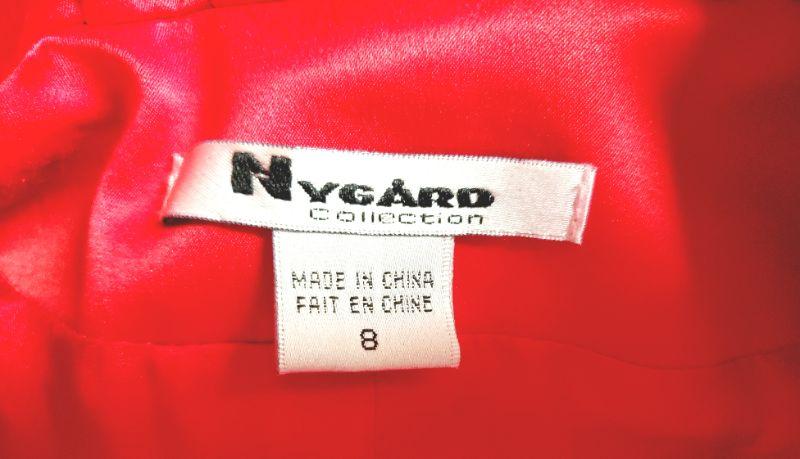 NYGÅRD
Collection
MADE IN CHINA
FAIT EN CHINE
8